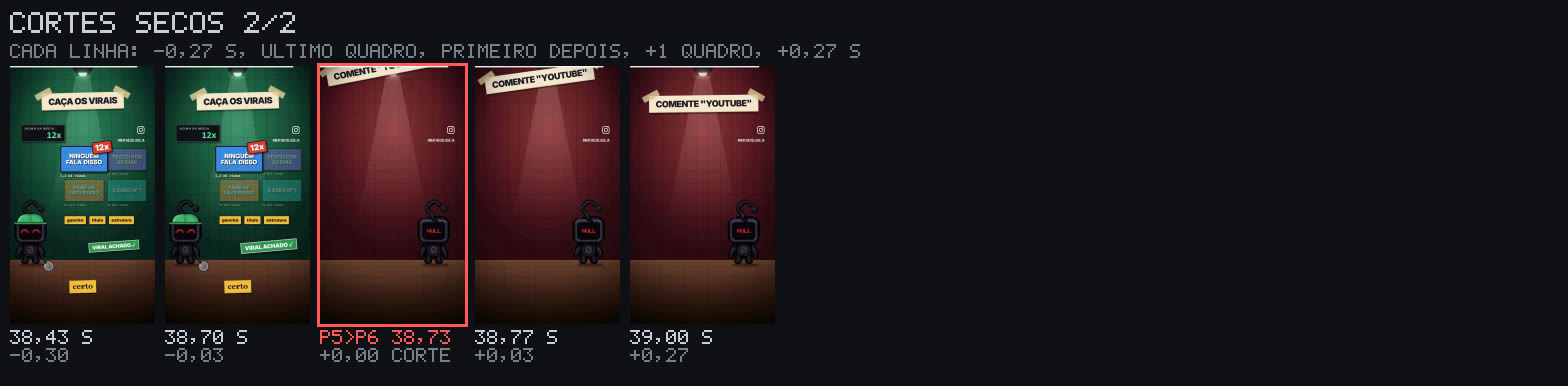 CORTES SECOS 2/2
CADA LINHA: -0,27 S, ULTIMO QUADRO, PRIMEIRO DEPOIS, +1 QUADRO, +0,27 S
CAÇA OS VIRAIS
12x
12x
NINGUÉM
FALA DISSO
gancho título estrutura
VIRAL ACHADO ✓
certo
38,43 S
-0,30
CAÇA OS VIRAIS
12x
12x
NINGUÉM
FALA DISSO
gancho título estrutura
VIRAL ACHADO ✓
certo
38,70 S
-0,03
COMENTE "YOU
NULL
P5>P6 38,73
+0,00 CORTE
COMENTE "YOUTUBE"
NULL
38,77 S
+0,03
COMENTE "YOUTUBE"
NULL
39,00 S
+0,27